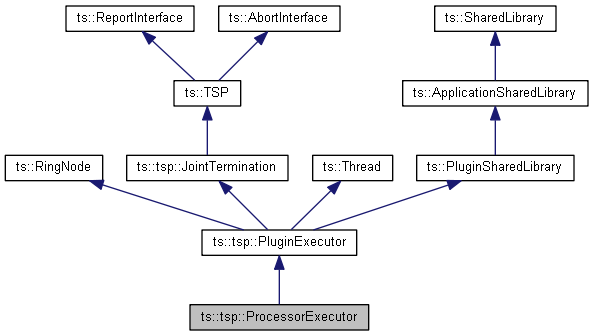 ts::ReportInterface
ts::AbortInterface
ts::SharedLibrary
ts::TSP
ts::ApplicationSharedLibrary
ts::RingNode
ts::tsp::JointTermination
ts::Thread
ts::PluginSharedLibrary
ts::tsp::PluginExecutor
ts::tsp::ProcessorExecutor